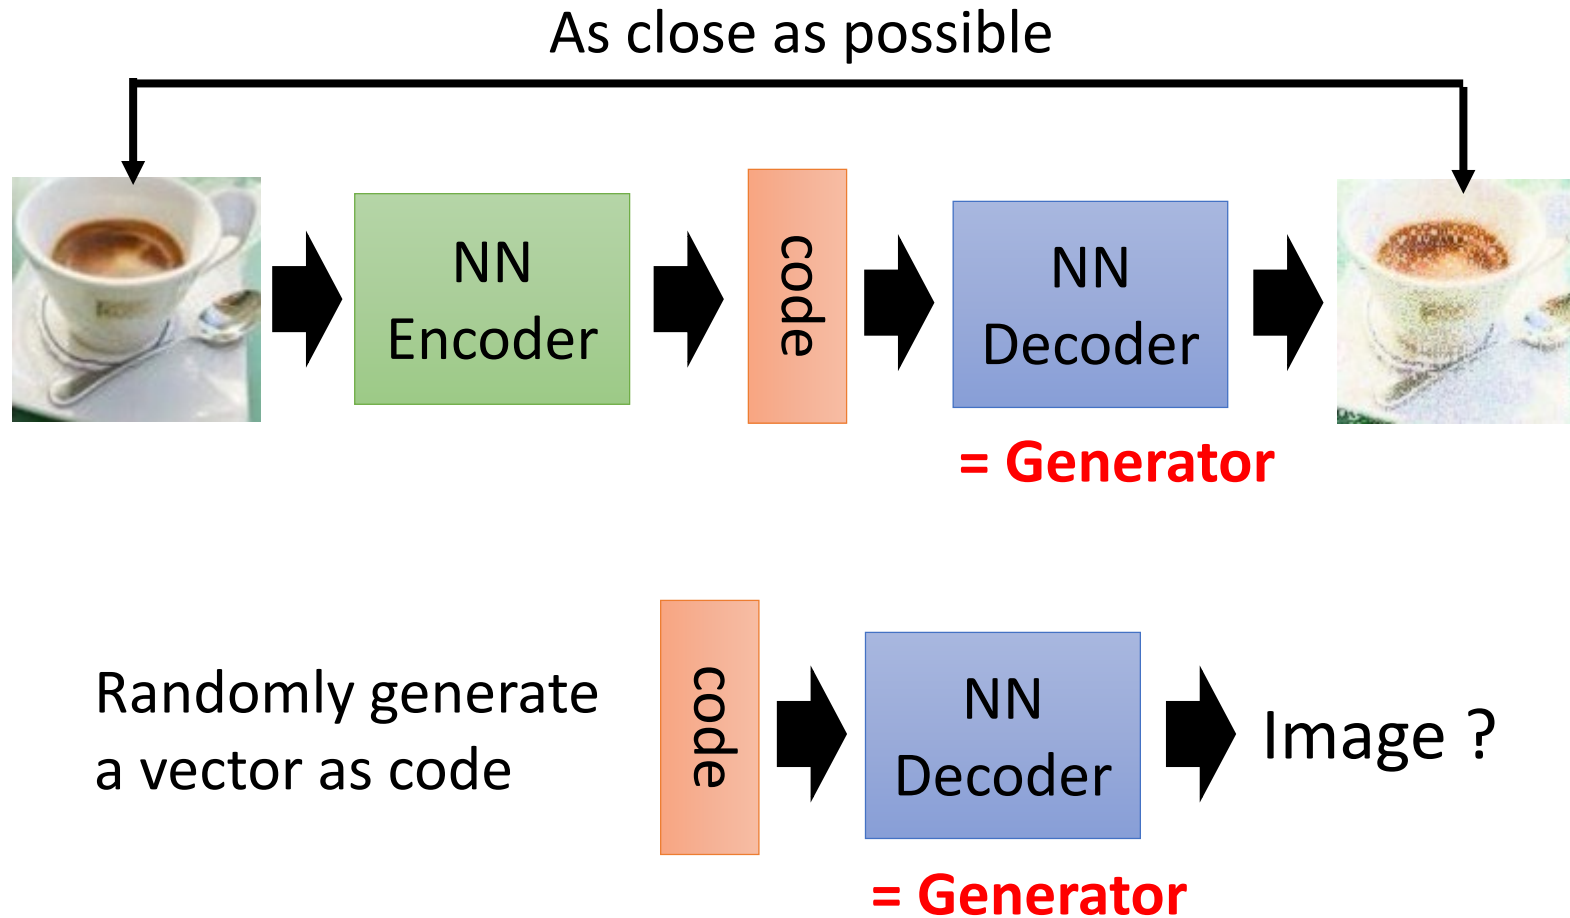 As close as possible
NN
Encoder
code
NN
Decoder
= Generator
Randomly generate
a vector as code
code
NN
Decoder
Image ?
= Generator